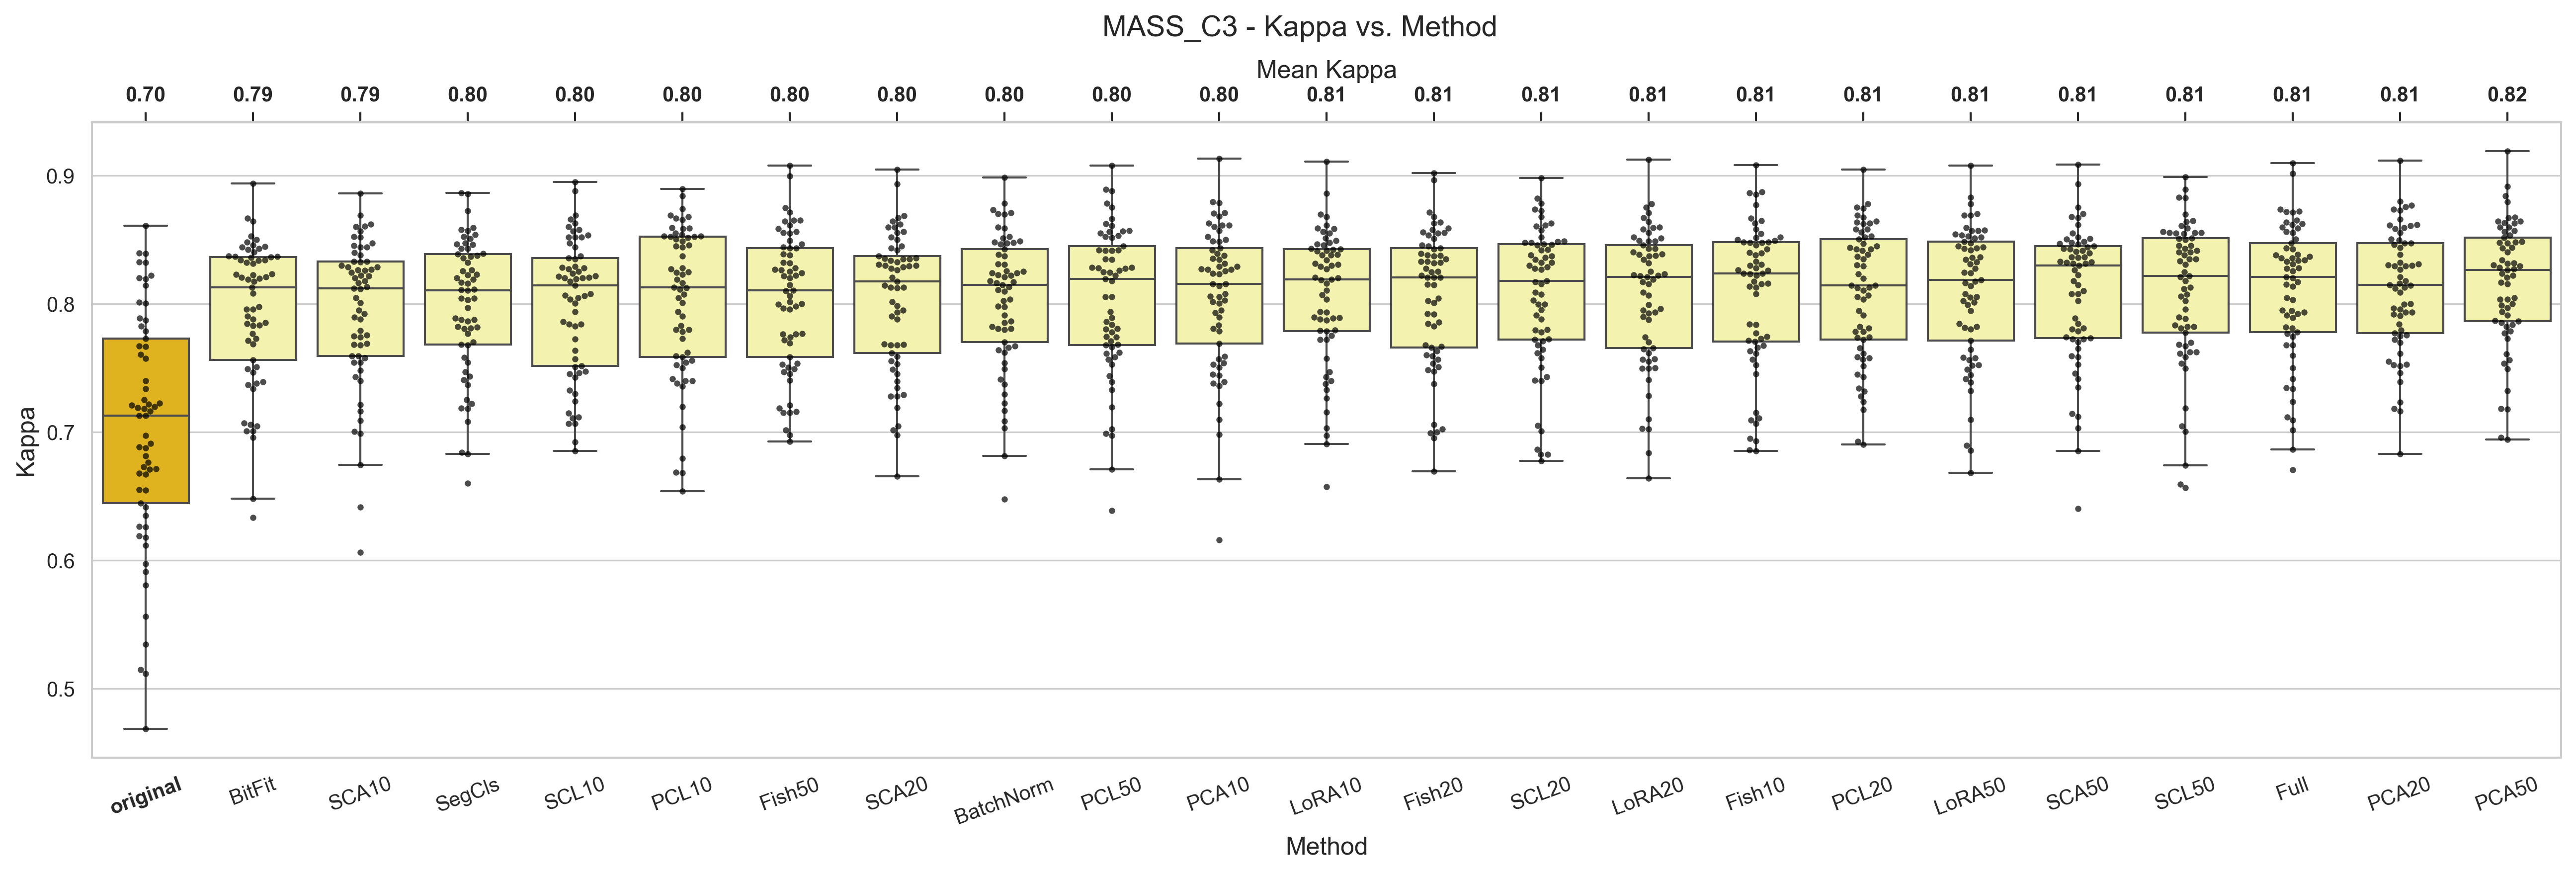 MASS_C3 - Kappa vs. Method
Mean Kappa
0.70 0.79 0.79 0.80 0.80 0.80 0.80 0.80 0.80 0.80 0.80 0.81 0.81 0.81 0.81 0.81 0.81 0.81 0.81 0.81 0.81 0.81 0.82
0.9
0.8
0.7
0.6
0.5
Kappa
original BitFit SCA10 SegCls SCL10 PCL10 Fish50 SCA20 BatchNorm PCL50 PCA10 LoRA10 Fish20 SCL20 LoRA20 Fish10 PCL20 LoRA50 SCA50 SCL50 Full PCA20 PCA50
Method